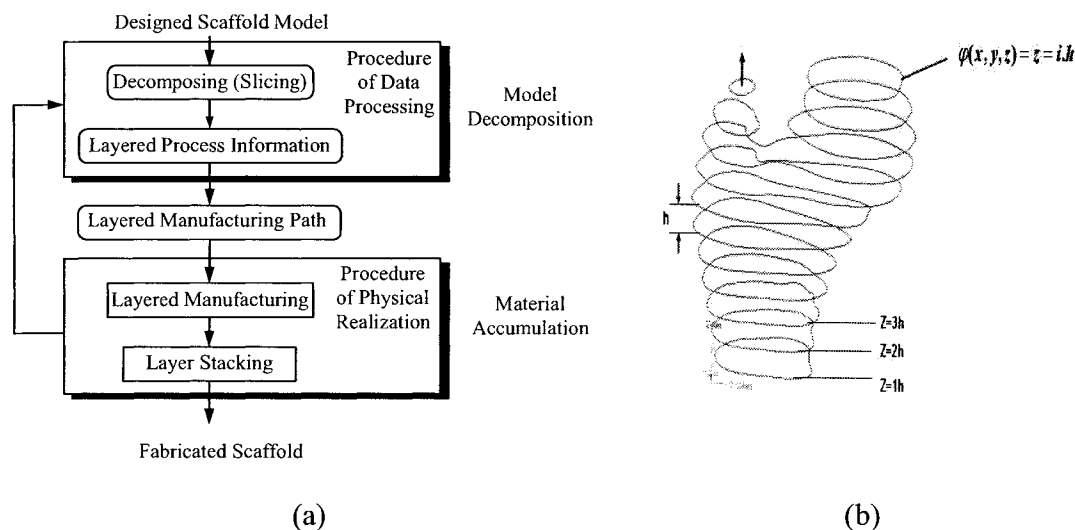 Designed Scaffold Model
Procedure
of Data
Processing
Decomposing (Slicing)
Layered Process Information
Model
Decomposition
Layered Manufacturing Path
Procedure
of Physical
Realization
Layered Manufacturing
Layer Stacking
Material
Accumulation
Fabricated Scaffold
(a)
φ(x,y,z)=z=i.h
h
Z=3h
Z=2h
Z=1h
(b)